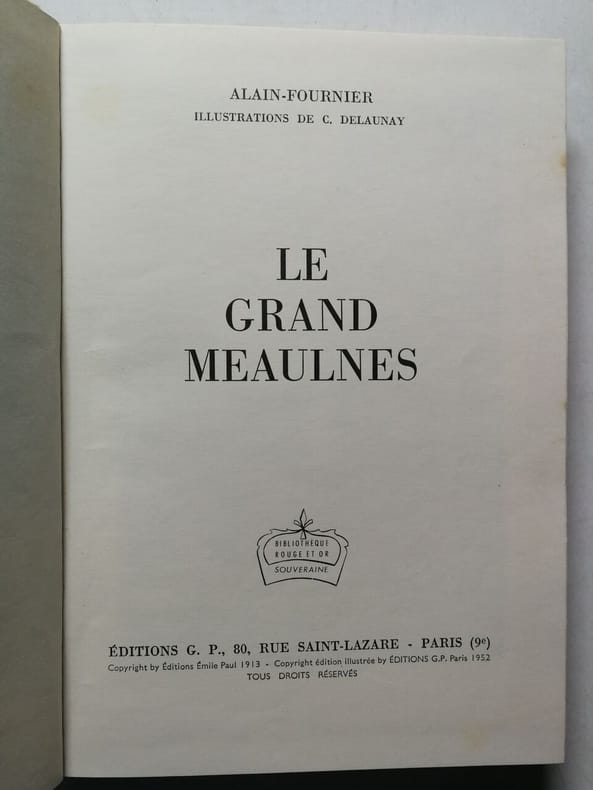 ALAIN-FOURNIER
ILLUSTRATIONS DE C. DELAUNAY
LE
GRAND
MEAULNES
BIBLIOTHEQUE
ROUGE ET OR
SOUVERAINE
ÉDITIONS G. P., 80, RUE SAINT-LAZARE - PARIS (9e)
Copyright by Éditions Émile Paul 1913 - Copyright édition illustrée by ÉDITIONS G.P. Paris 1952
TOUS DROITS RÉSERVÉS